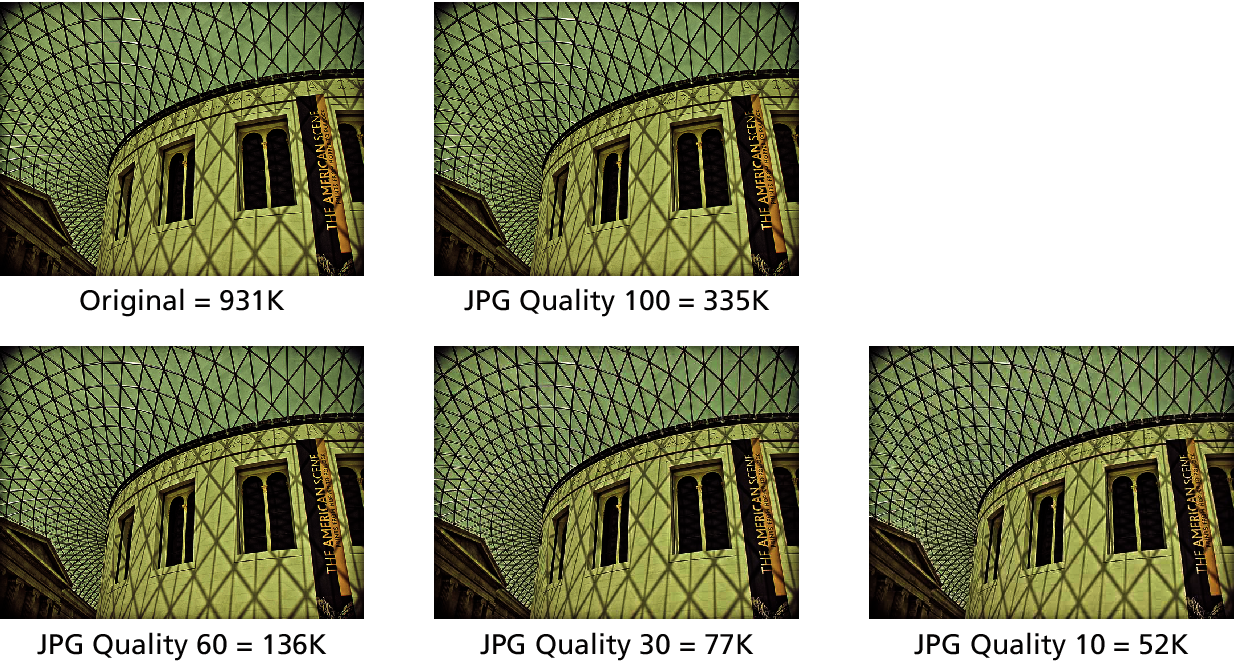 THE AMERICAN SCENE
Original = 931K
THE AMERICAN SCENE
JPG Quality 100 = 335K
THE AMERICAN SCENE
JPG Quality 60 = 136K
THE AMERICAN SCENE
JPG Quality 30 = 77K
THE AMERICAN SCENE
JPG Quality 10 = 52K